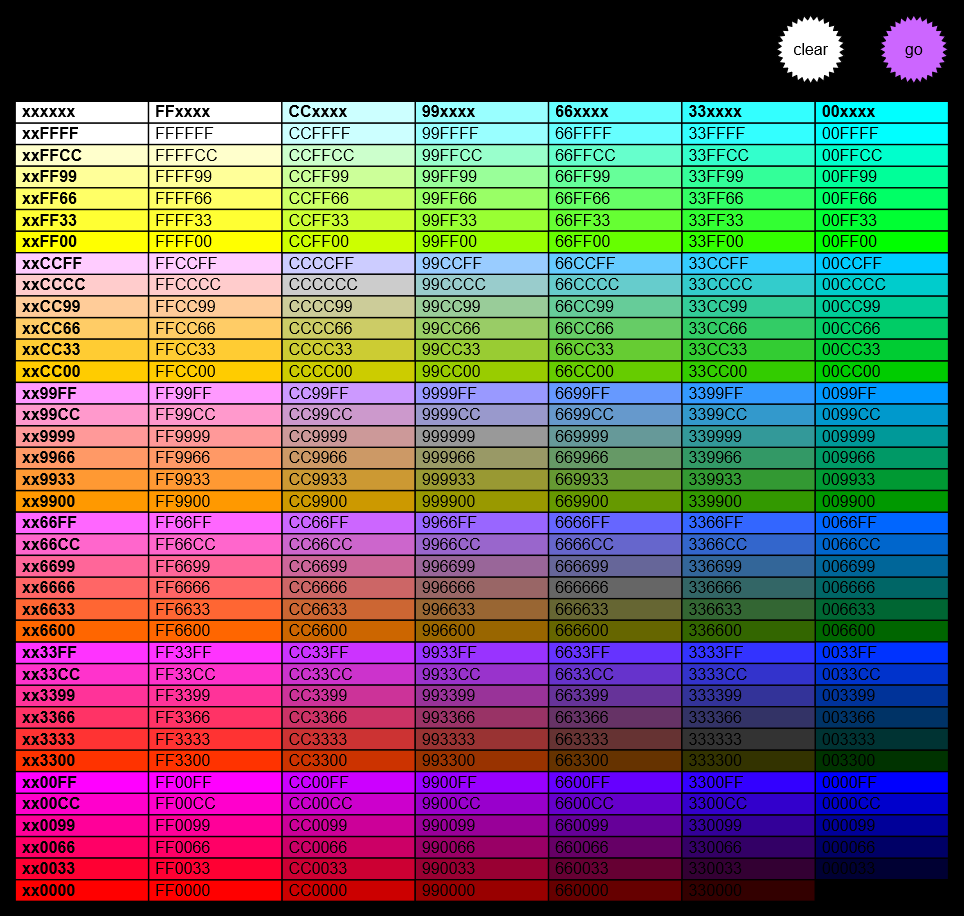 clear go
xxxxxx FFxxxx CCxxxx 99xxxx 66xxxx 33xxxx 00xxxx
xxFFFF FFFFFF CCFFFF 99FFFF 66FFFF 33FFFF 00FFFF
xxFFCC FFFFCC CCFFCC 99FFCC 66FFCC 33FFCC 00FFCC
xxFF99 FFFF99 CCFF99 99FF99 66FF99 33FF99 00FF99
xxFF66 FFFF66 CCFF66 99FF66 66FF66 33FF66 00FF66
xxFF33 FFFF33 CCFF33 99FF33 66FF33 33FF33 00FF33
xxFF00 FFFF00 CCFF00 99FF00 66FF00 33FF00 00FF00
xxCCFF FFCCFF CCCCFF 99CCFF 66CCFF 33CCFF 00CCFF
xxCCCC FFCCCC CCCCCC 99CCCC 66CCCC 33CCCC 00CCCC
xxCC99 FFCC99 CCCC99 99CC99 66CC99 33CC99 00CC99
xxCC66 FFCC66 CCCC66 99CC66 66CC66 33CC66 00CC66
xxCC33 FFCC33 CCCC33 99CC33 66CC33 33CC33 00CC33
xxCC00 FFCC00 CCCC00 99CC00 66CC00 33CC00 00CC00
xx99FF FF99FF CC99FF 9999FF 6699FF 3399FF 0099FF
xx99CC FF99CC CC99CC 9999CC 6699CC 3399CC 0099CC
xx9999 FF9999 CC9999 999999 669999 339999 009999
xx9966 FF9966 CC9966 999966 669966 339966 009966
xx9933 FF9933 CC9933 999933 669933 339933 009933
xx9900 FF9900 CC9900 999900 669900 339900 009900
xx66FF FF66FF CC66FF 9966FF 6666FF 3366FF 0066FF
xx66CC FF66CC CC66CC 9966CC 6666CC 3366CC 0066CC
xx6699 FF6699 CC6699 996699 666699 336699 006699
xx6666 FF6666 CC6666 996666 666666 336666 006666
xx6633 FF6633 CC6633 996633 666633 336633 006633
xx6600 FF6600 CC6600 996600 666600 336600 006600
xx33FF FF33FF CC33FF 9933FF 6633FF 3333FF 0033FF
xx33CC FF33CC CC33CC 9933CC 6633CC 3333CC 0033CC
xx3399 FF3399 CC3399 993399 663399 333399 003399
xx3366 FF3366 CC3366 993366 663366 333366 003366
xx3333 FF3333 CC3333 993333 663333 333333 003333
xx3300 FF3300 CC3300 993300 663300 333300 003300
xx00FF FF00FF CC00FF 9900FF 6600FF 3300FF 0000FF
xx00CC FF00CC CC00CC 9900CC 6600CC 3300CC 0000CC
xx0099 FF0099 CC0099 990099 660099 330099 000099
xx0066 FF0066 CC0066 990066 660066 330066 000066
xx0033 FF0033 CC0033 990033 660033 330033 000033
xx0000 FF0000 CC0000 990000 660000 330000